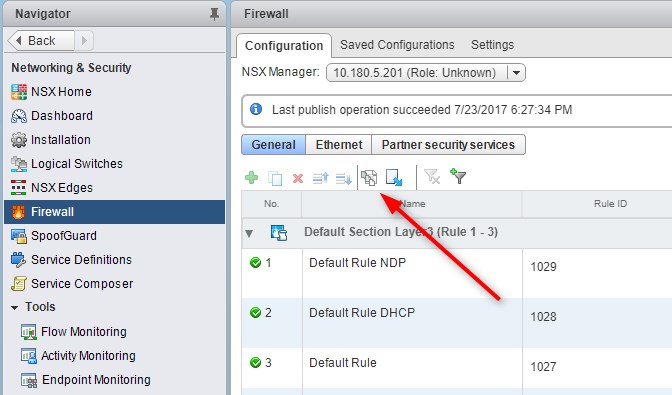 Navigator
Back
Networking & Security
NSX Home
Dashboard
Installation
Logical Switches
NSX Edges
Firewall
SpoofGuard
Service Definitions
Service Composer
Tools
Flow Monitoring
Activity Monitoring
Endpoint Monitoring
Firewall
Configuration Saved Configurations Settings
NSX Manager: 10.180.5.201 (Role: Unknown)
Last publish operation succeeded 7/23/2017 6:27:34 PM
General Ethernet Partner security services
No. Name Rule ID
Default Section Layer3 (Rule 1 - 3)
1 Default Rule NDP 1029
2 Default Rule DHCP 1028
3 Default Rule 1027